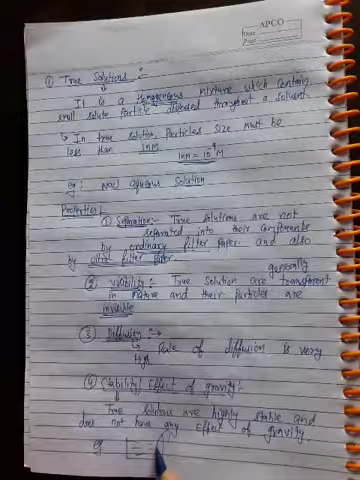 APCO
Date
Page
① True Solutions :-
It is a Homogeneous mixture which contain
small solute Particle dissolved throughout a solvent.
↳ In true solution, Particles size must be
less than 1nm
1nm = 10⁻⁹ M
eg: NaCl aqueous Solution
Properties:
① Separation:- True solutions are not
separated into their components
by ordinary filter Paper and also
by ultra filter Paper.
② Visibility:- True Solution are generally transparent
in Nature and their Particles are
invisible
③ Diffusion:→
Rate of diffusion is very
High
④ Stability/ Effect of gravity:-
True solutions are highly stable and
does not have any Effect of gravity.
eg